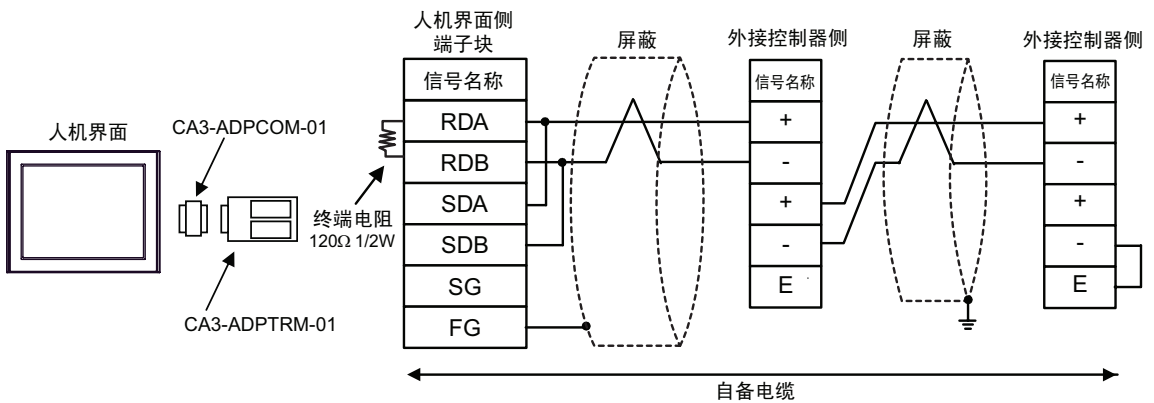 人机界面
CA3-ADPCOM-01
CA3-ADPTRM-01
终端电阻
120Ω 1/2W
人机界面侧
端子块
信号名称
RDA
RDB
SDA
SDB
SG
FG
屏蔽
外接控制器侧
信号名称
+
-
+
-
E
屏蔽
外接控制器侧
信号名称
+
-
+
-
E
自备电缆